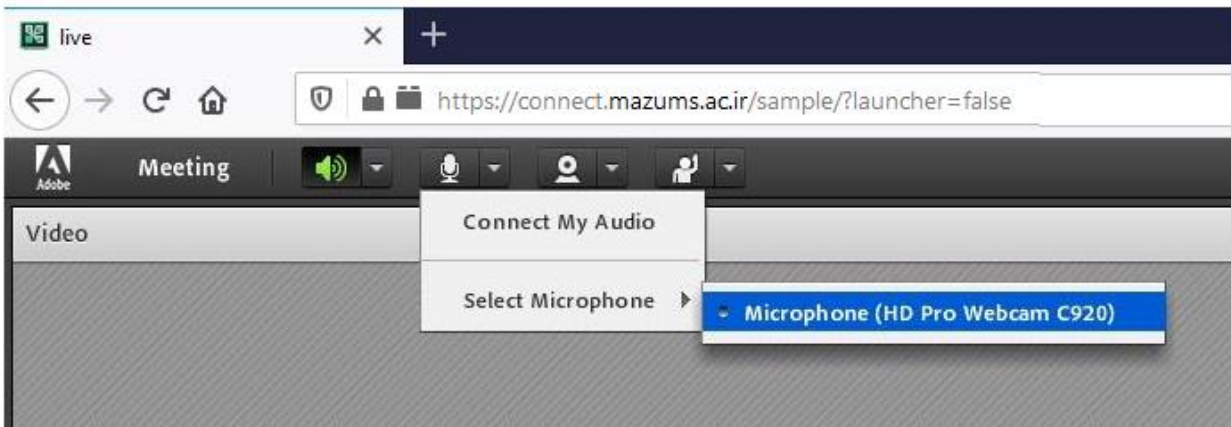 live
https://connect.mazums.ac.ir/sample/?launcher=false
Adobe
Meeting
Video
Connect My Audio
Select Microphone
Microphone (HD Pro Webcam C920)